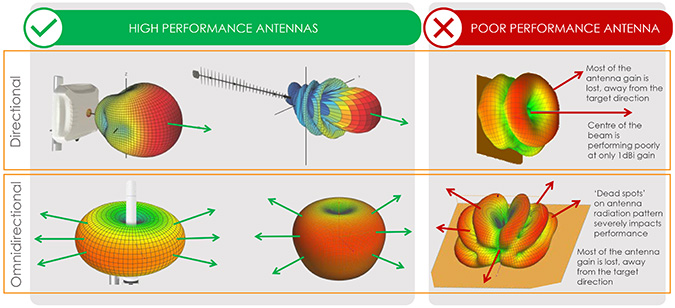 HIGH PERFORMANCE ANTENNAS
POOR PERFORMANCE ANTENNA
Directional
Most of the
antenna gain is
lost, away from the
target direction
Centre of the
beam is
performing poorly
at only 1dBi gain
Omnidirectional
'Dead spots'
on antenna
radiation pattern
severely impacts
performance
Most of the antenna
gain is lost, away
from the target
direction